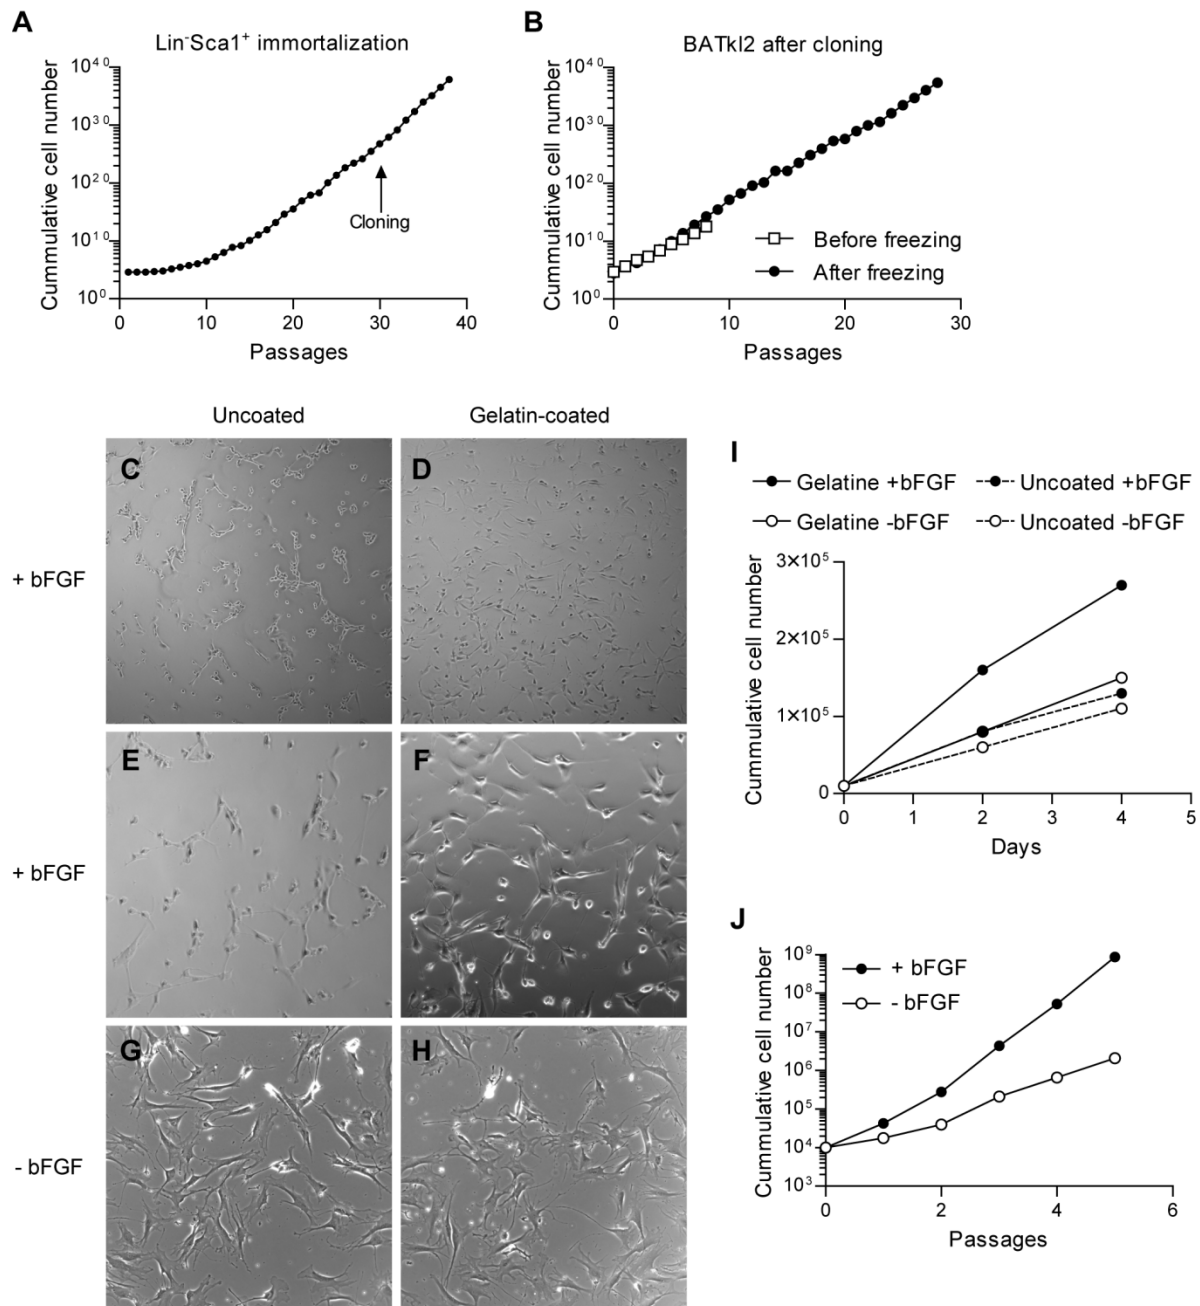 A
Lin⁻Sca1⁺ immortalization
Cummulative cell number
10⁴⁰
10³⁰
10²⁰
10¹⁰
10⁰
Cloning
0 10 20 30 40
Passages
B
BATkl2 after cloning
Cummulative cell number
10⁴⁰
10³⁰
10²⁰
10¹⁰
10⁰
Before freezing
After freezing
0 10 20 30
Passages
Uncoated Gelatin-coated
+ bFGF
C D
+ bFGF
E F
- bFGF
G H
I
Gelatine +bFGF Uncoated +bFGF
Gelatine -bFGF Uncoated -bFGF
Cummulative cell number
3×10⁵
2×10⁵
1×10⁵
0
0 1 2 3 4 5
Days
J
+ bFGF
- bFGF
Cummulative cell number
10⁹
10⁸
10⁷
10⁶
10⁵
10⁴
10³
0 2 4 6
Passages